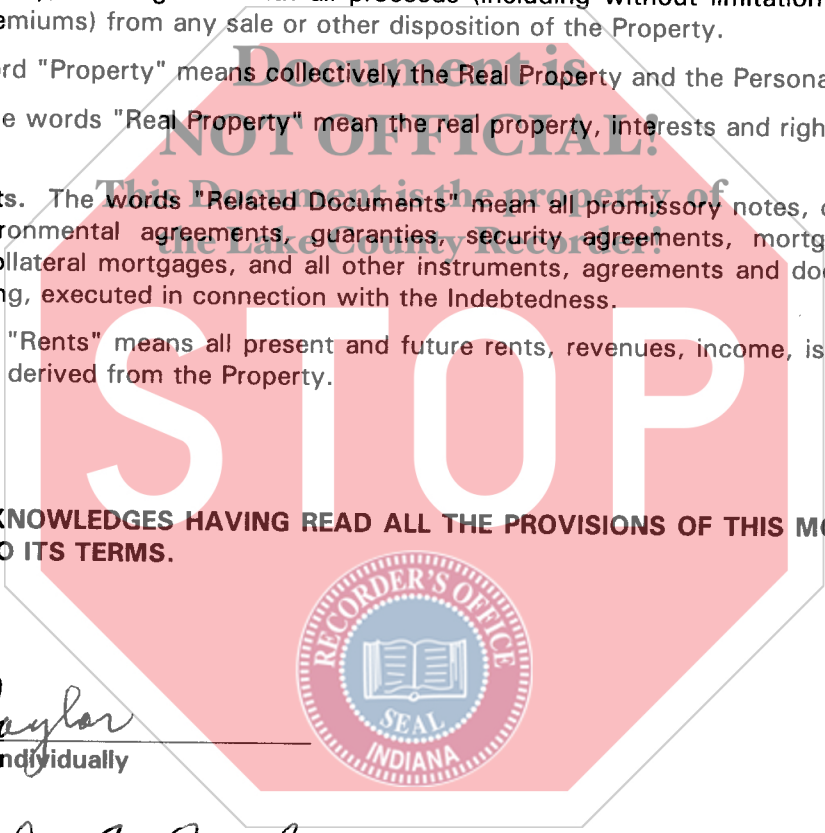 emiums) from any sale or other disposition of the Property.
Document is
rd "Property" means collectively the Real Property and the Persona
e words "Real Property" mean the real property, interests and righ
NOT OFFICIAL!
This Document is the property of
ts. The words "Related Documents" mean all promissory notes,
ronmental agreements, guaranties, security agreements, mortg
the Lake County Recorder!
ollateral mortgages, and all other instruments, agreements and do
ng, executed in connection with the Indebtedness.
"Rents" means all present and future rents, revenues, income, is
derived from the Property.
STOP
KNOWLEDGES HAVING READ ALL THE PROVISIONS OF THIS MO
O ITS TERMS.
RECORDER'S OFFICE
SEAL
INDIANA
aylor
ndividually